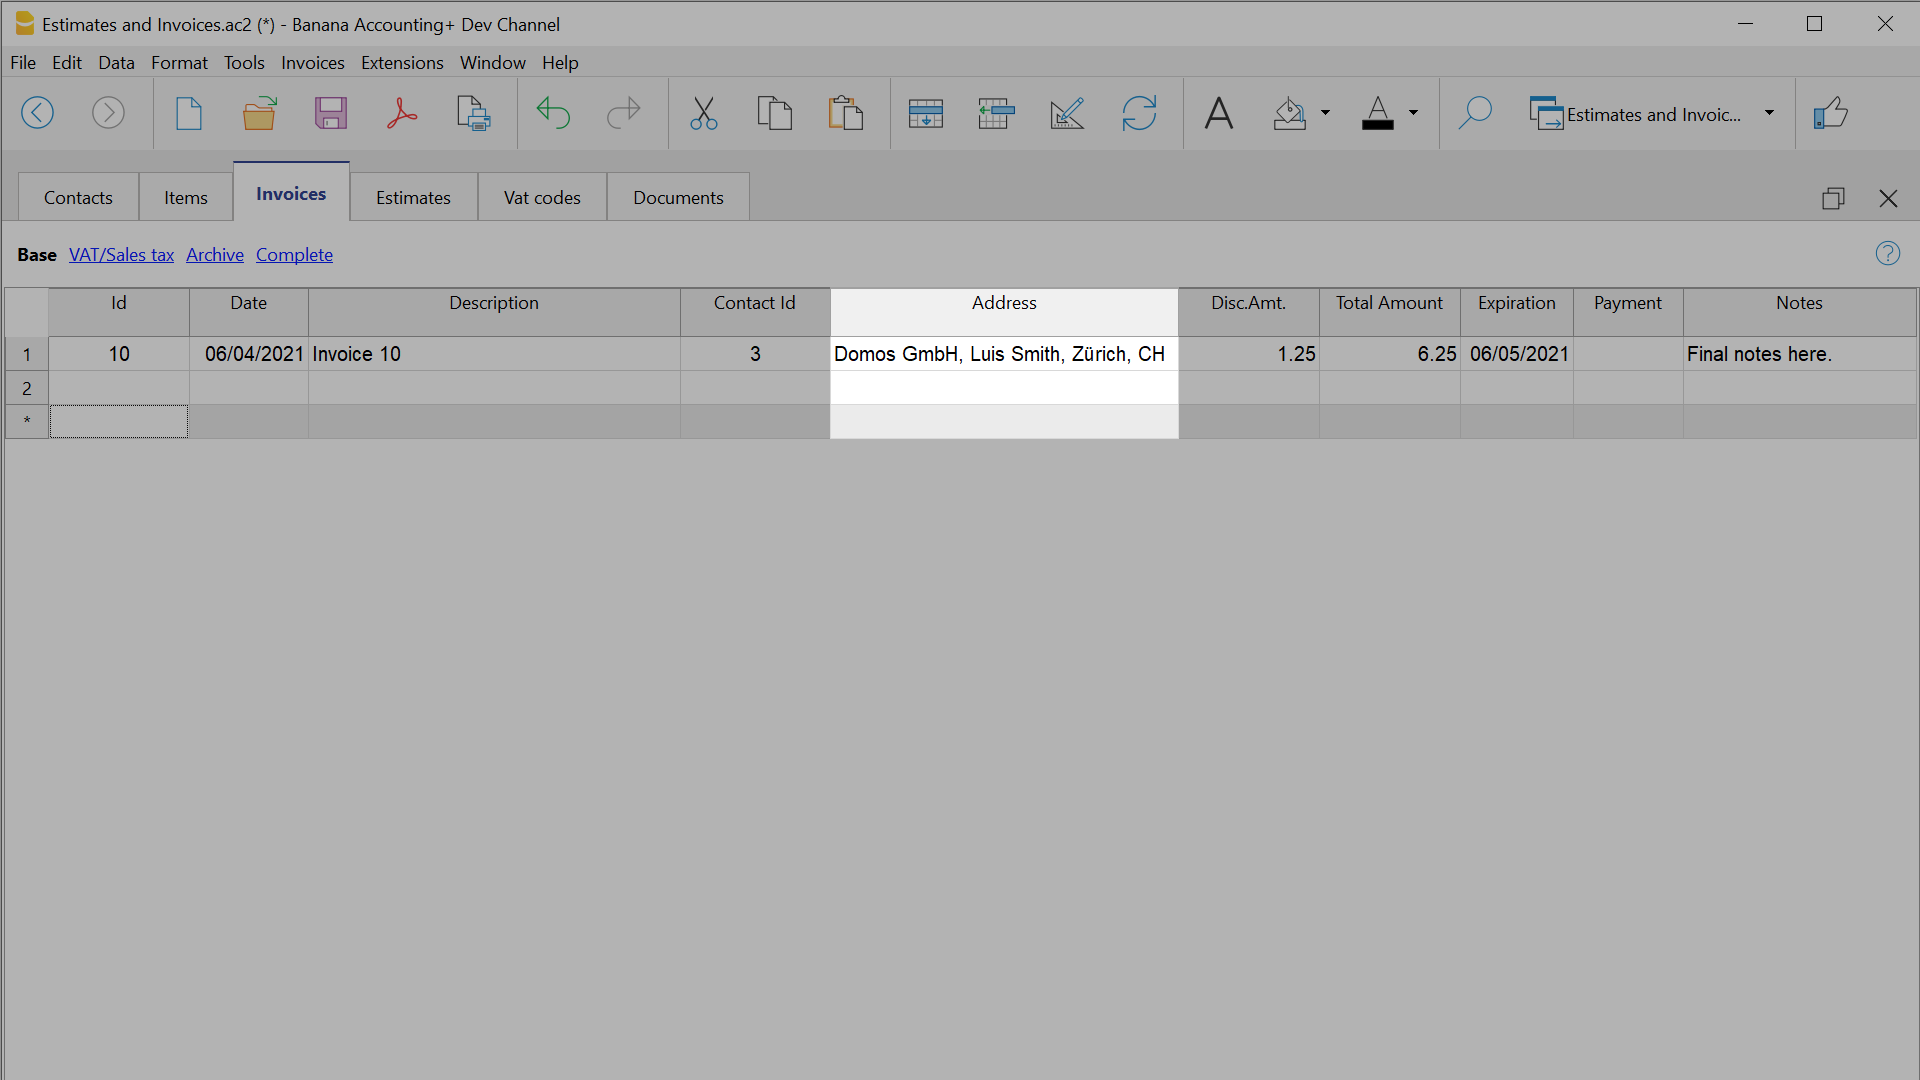 Estimates and Invoices.ac2 (*) - Banana Accounting+ Dev Channel
File Edit Data Format Tools Invoices Extensions Window Help
Estimates and Invoic...
Contacts Items Invoices Estimates Vat codes Documents
Base VAT/Sales tax Archive Complete
Id Date Description Contact Id Address Disc.Amt. Total Amount Expiration Payment Notes
1 10 06/04/2021 Invoice 10 3 Domos GmbH, Luis Smith, Zürich, CH 1.25 6.25 06/05/2021 Final notes here.
2
*